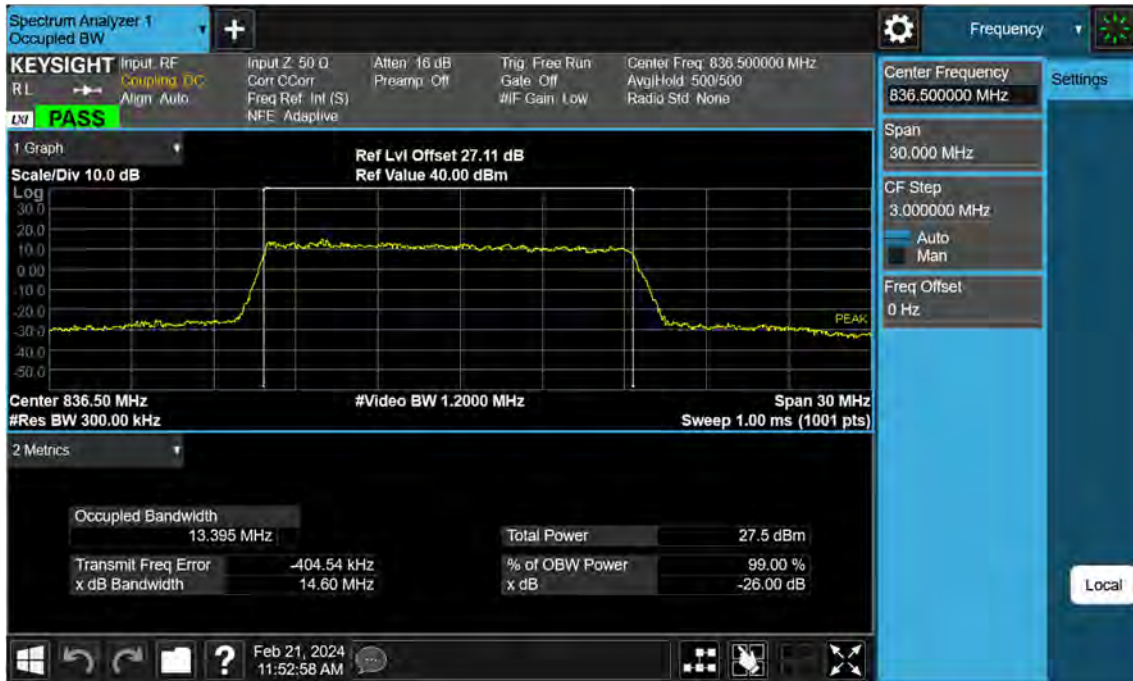 Spectrum Analyzer 1
Occupied BW
+
Frequency
KEYSIGHT
Input: RF
Coupling: DC
Align: Auto
RL
LXI
PASS
Input Z: 50 Ω
Corr CCorr
Freq Ref: Int (S)
NFE: Adaptive
Atten: 16 dB
Preamp: Off
Trig: Free Run
Gate: Off
#IF Gain: Low
Center Freq: 836.500000 MHz
Avg|Hold: 500/500
Radio Std: None
Center Frequency
836.500000 MHz
Settings
Span
30.000 MHz
CF Step
3.000000 MHz
Auto
Man
Freq Offset
0 Hz
1 Graph
Scale/Div 10.0 dB
Ref Lvl Offset 27.11 dB
Ref Value 40.00 dBm
Log
30.0
20.0
10.0
0.00
-10.0
-20.0
-30.0
-40.0
-50.0
PEAK
Center 836.50 MHz
#Video BW 1.2000 MHz
Span 30 MHz
#Res BW 300.00 kHz
Sweep 1.00 ms (1001 pts)
2 Metrics
Occupied Bandwidth
13.395 MHz
Total Power 27.5 dBm
Transmit Freq Error -404.54 kHz
% of OBW Power 99.00 %
x dB Bandwidth 14.60 MHz
x dB -26.00 dB
Local
?
Feb 21, 2024
11:52:58 AM